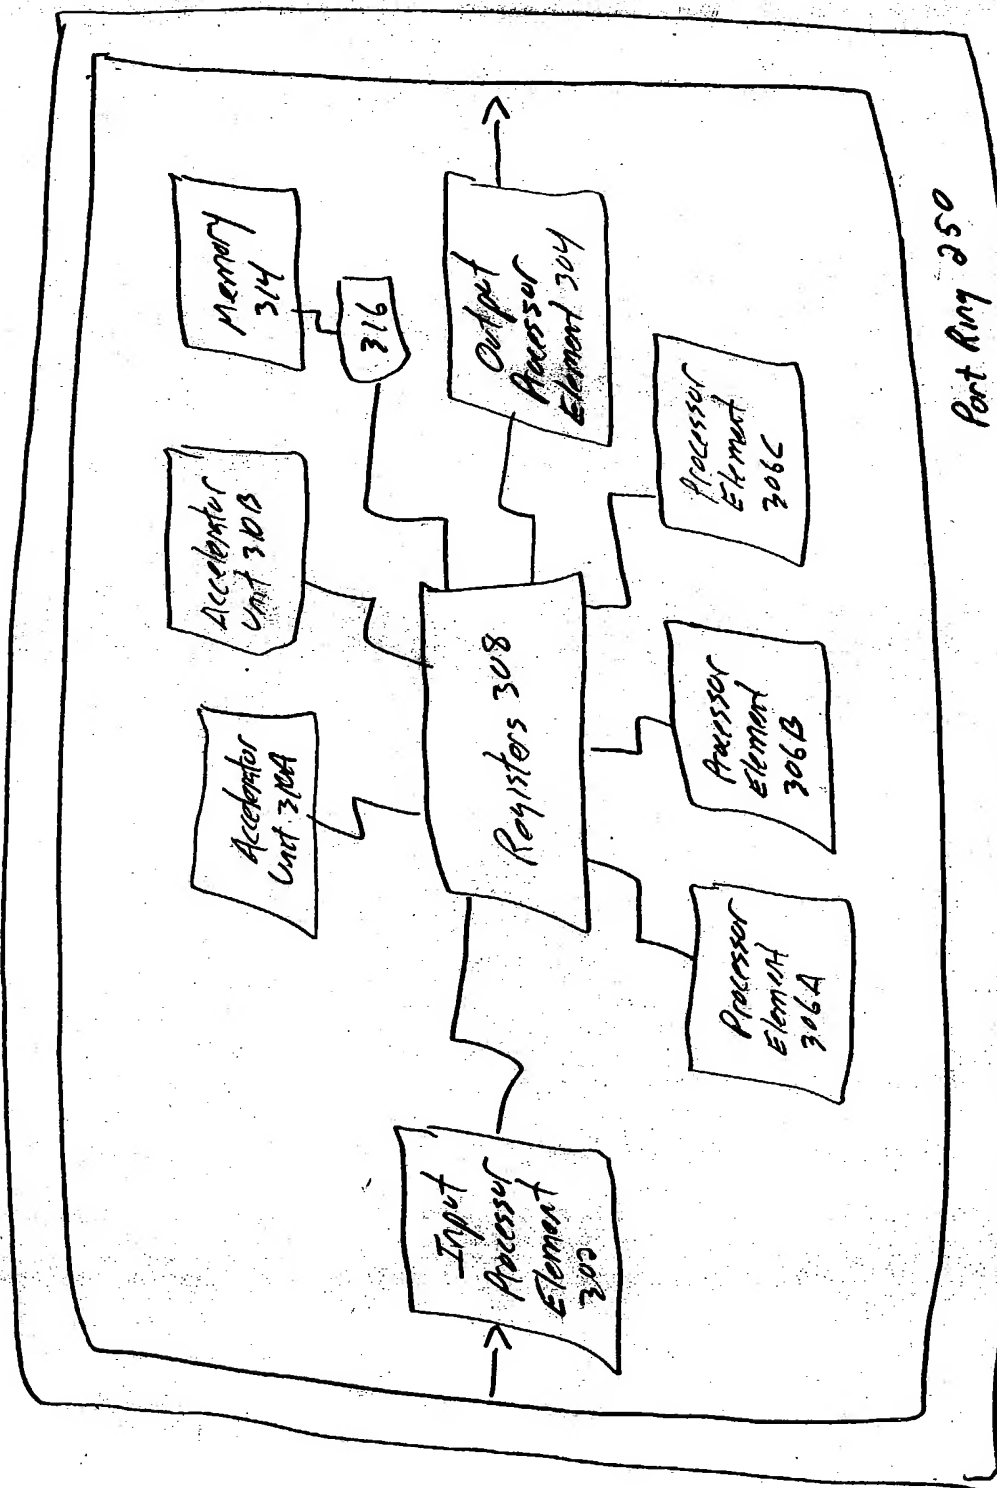 Memory
314
316
Accelerator
Unit 310B
Accelerator
Unit 310A
Output
Processor
Element 304
Registers 308
Input
Processor
Element
302
Processor
Element
306A
Processor
Element
306B
Processor
Element
306C
Port Ring 250